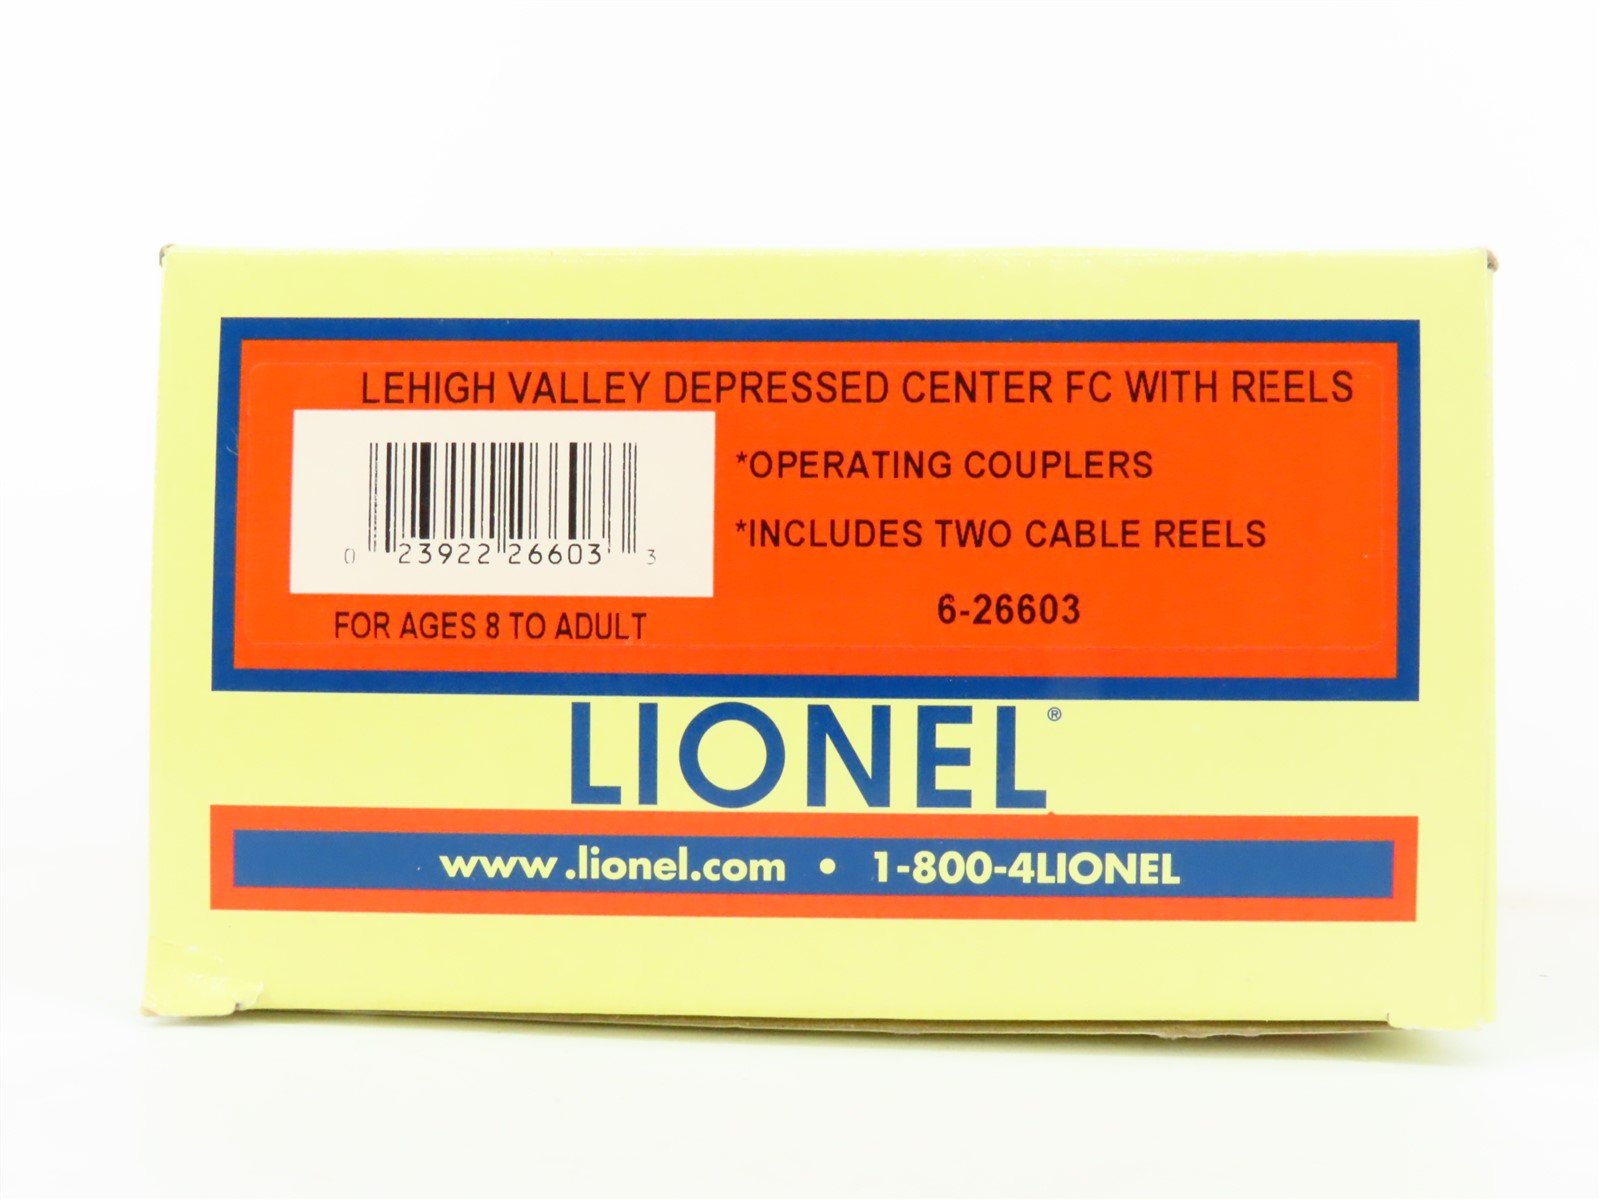 LEHIGH VALLEY DEPRESSED CENTER FC WITH REELS
*OPERATING COUPLERS
*INCLUDES TWO CABLE REELS
0 23922 26603 3
6-26603
FOR AGES 8 TO ADULT
LIONEL®
www.lionel.com • 1-800-4LIONEL